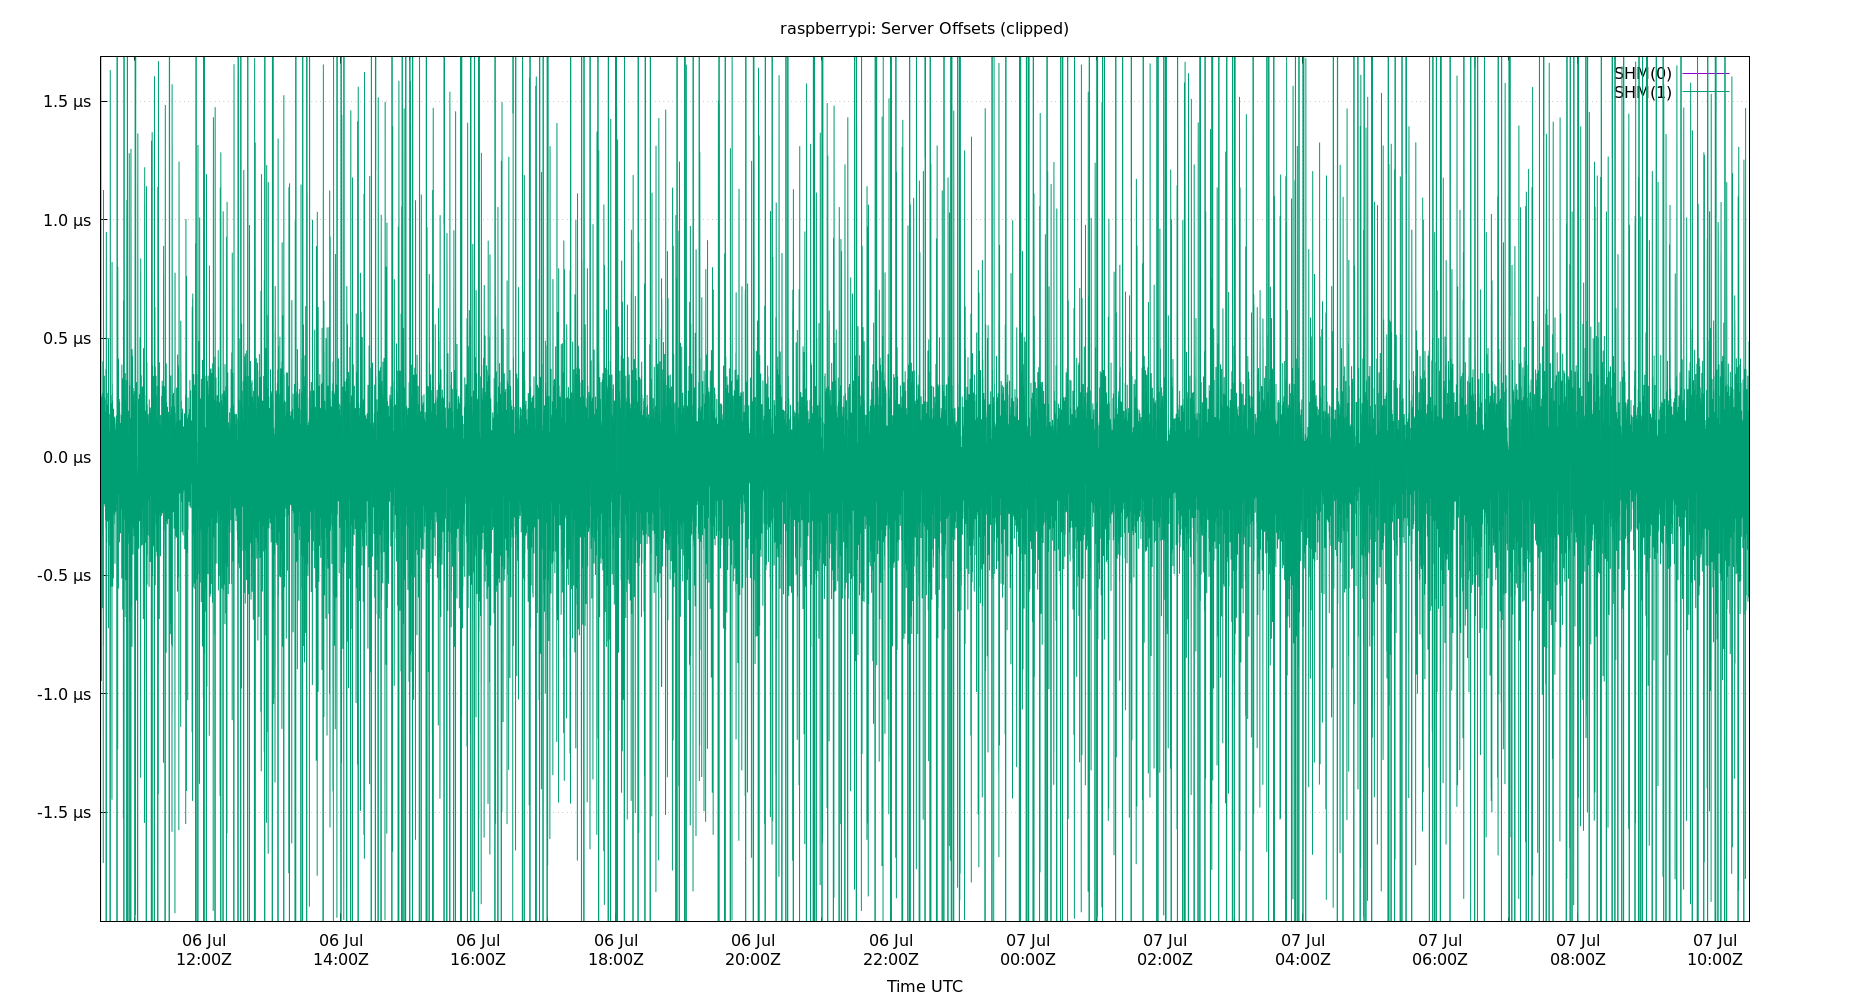 raspberrypi: Server Offsets (clipped)
SHM(0)
SHM(1)
1.5 µs
1.0 µs
0.5 µs
0.0 µs
-0.5 µs
-1.0 µs
-1.5 µs
06 Jul 06 Jul 06 Jul 06 Jul 06 Jul 06 Jul 07 Jul 07 Jul 07 Jul 07 Jul 07 Jul 07 Jul
12:00Z 14:00Z 16:00Z 18:00Z 20:00Z 22:00Z 00:00Z 02:00Z 04:00Z 06:00Z 08:00Z 10:00Z
Time UTC